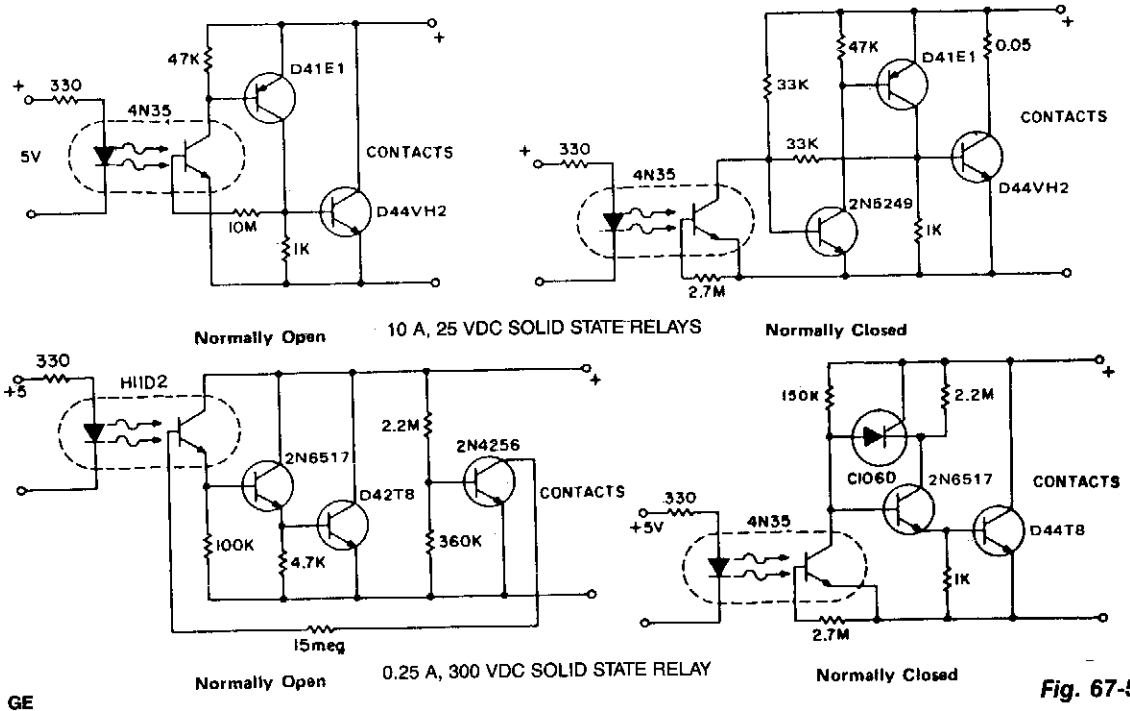 +
47K
D41E1
330
+
4N35
5V
CONTACTS
10M
D44VH2
1K
+
47K
D41E1
0.05
33K
CONTACTS
33K
330
+
4N35
D44VH2
2N5249
1K
2.7M
Normally Open
10 A, 25 VDC SOLID STATE RELAYS
Normally Closed
330
+5
H11D2
+
2.2M
2N4256
2N6517
CONTACTS
D42T8
100K
4.7K
360K
15meg
+
150K
2.2M
C106D
2N6517
CONTACTS
330
+5V
4N35
D44T8
1K
2.7M
Normally Open
0.25 A, 300 VDC SOLID STATE RELAY
Normally Closed
GE
Fig. 67-